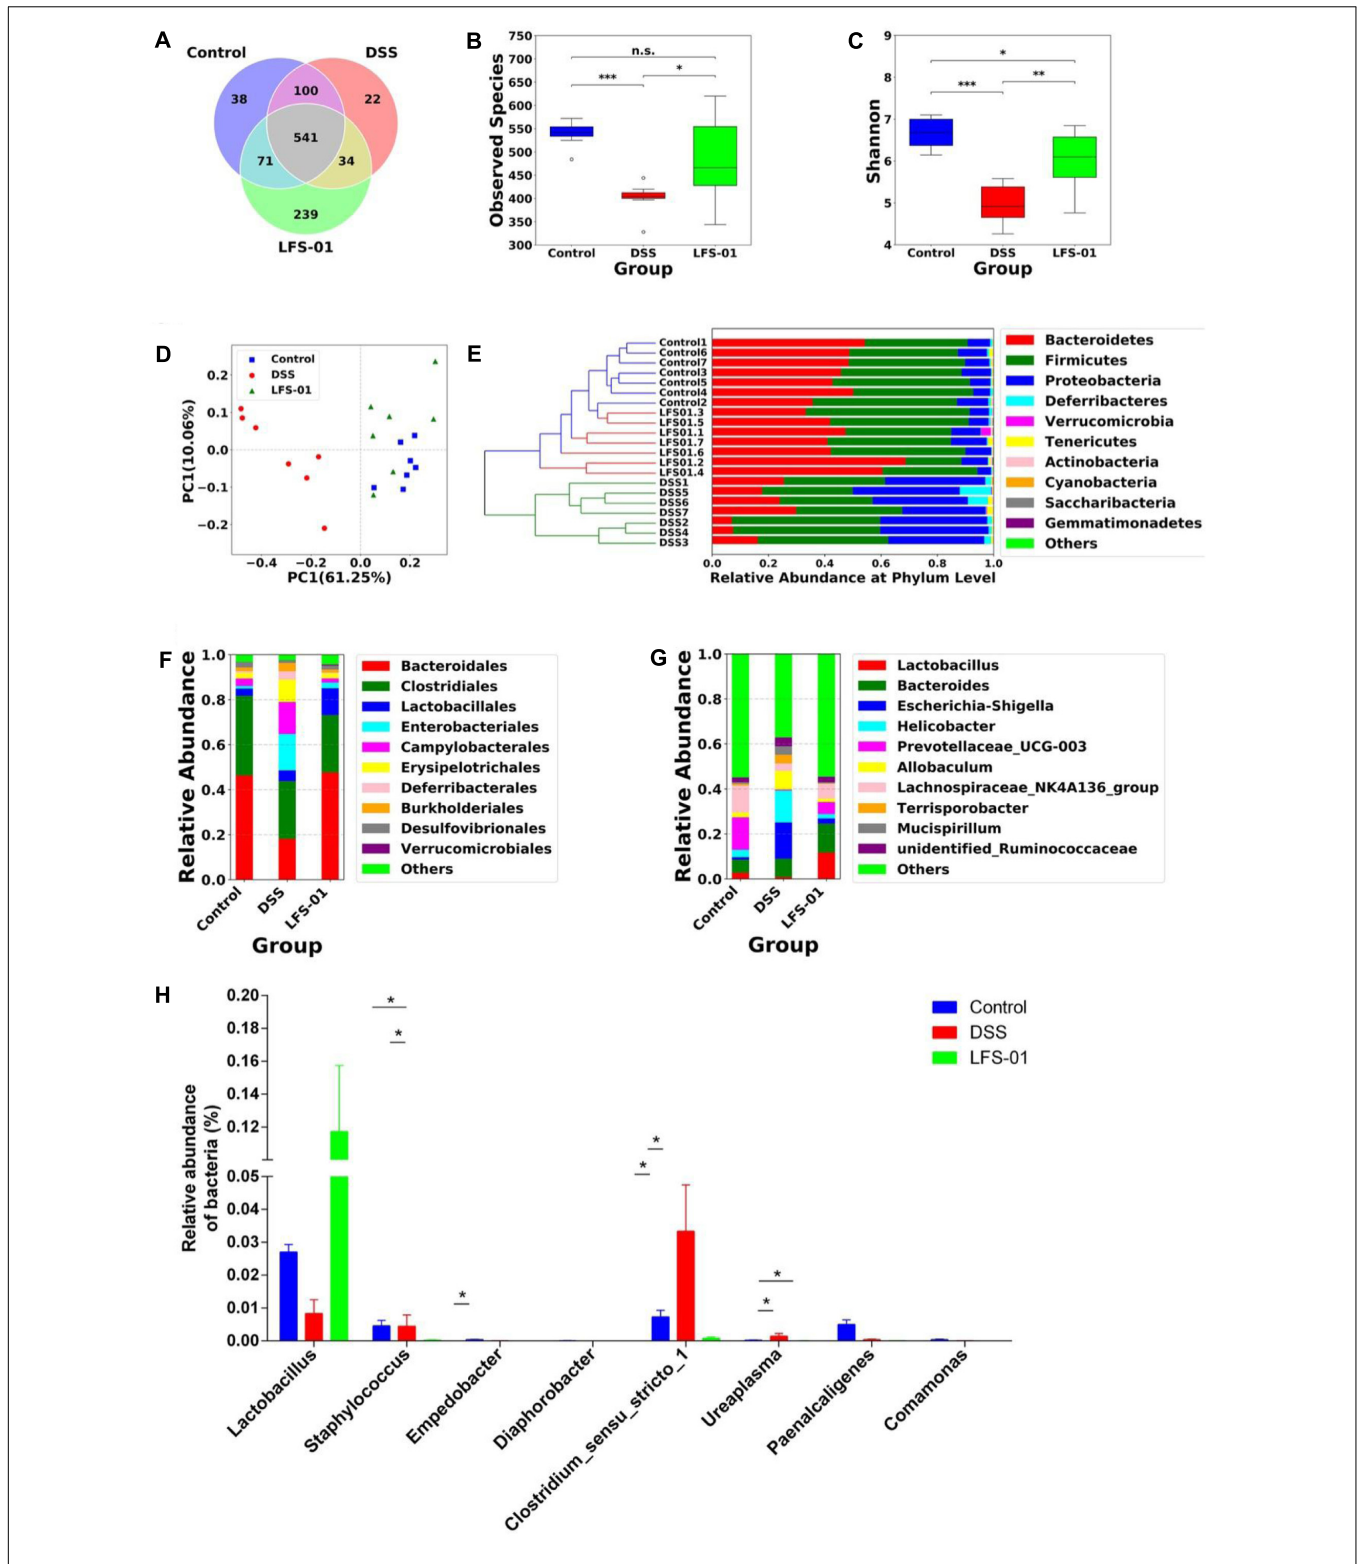 A
Control
DSS
38
100
22
541
71
34
239
LFS-01
B
Observed Species
750
700
650
600
550
500
450
400
350
300
n.s.
***
*
Control
DSS
LFS-01
Group
C
Shannon
9
8
7
6
5
4
*
***
**
Control
DSS
LFS-01
Group
D
Control
DSS
LFS-01
PC1(10.06%)
0.2
0.1
0.0
−0.1
−0.2
−0.4
−0.2
0.0
0.2
PC1(61.25%)
E
Control1
Control6
Control7
Control3
Control5
Control4
Control2
LFS01.3
LFS01.5
LFS01.1
LFS01.7
LFS01.6
LFS01.2
LFS01.4
DSS1
DSS5
DSS6
DSS7
DSS2
DSS4
DSS3
0.0
0.2
0.4
0.6
0.8
1.0
Relative Abundance at Phylum Level
Bacteroidetes
Firmicutes
Proteobacteria
Deferribacteres
Verrucomicrobia
Tenericutes
Actinobacteria
Cyanobacteria
Saccharibacteria
Gemmatimonadetes
Others
F
Relative Abundance
1.0
0.8
0.6
0.4
0.2
0.0
Control
DSS
LFS-01
Group
Bacteroidales
Clostridiales
Lactobacillales
Enterobacteriales
Campylobacterales
Erysipelotrichales
Deferribacterales
Burkholderiales
Desulfovibrionales
Verrucomicrobiales
Others
G
Relative Abundance
1.0
0.8
0.6
0.4
0.2
0.0
Control
DSS
LFS-01
Group
Lactobacillus
Bacteroides
Escherichia-Shigella
Helicobacter
Prevotellaceae_UCG-003
Allobaculum
Lachnospiraceae_NK4A136_group
Terrisporobacter
Mucispirillum
unidentified_Ruminococcaceae
Others
H
Relative abundance
of bacteria (%)
0.20
0.18
0.16
0.14
0.12
0.05
0.04
0.03
0.02
0.01
0.00
*
*
*
*
*
*
*
Control
DSS
LFS-01
Lactobacillus
Staphylococcus
Empedobacter
Diaphorobacter
Clostridium_sensu_stricto_1
Ureaplasma
Paenalcaligenes
Comamonas